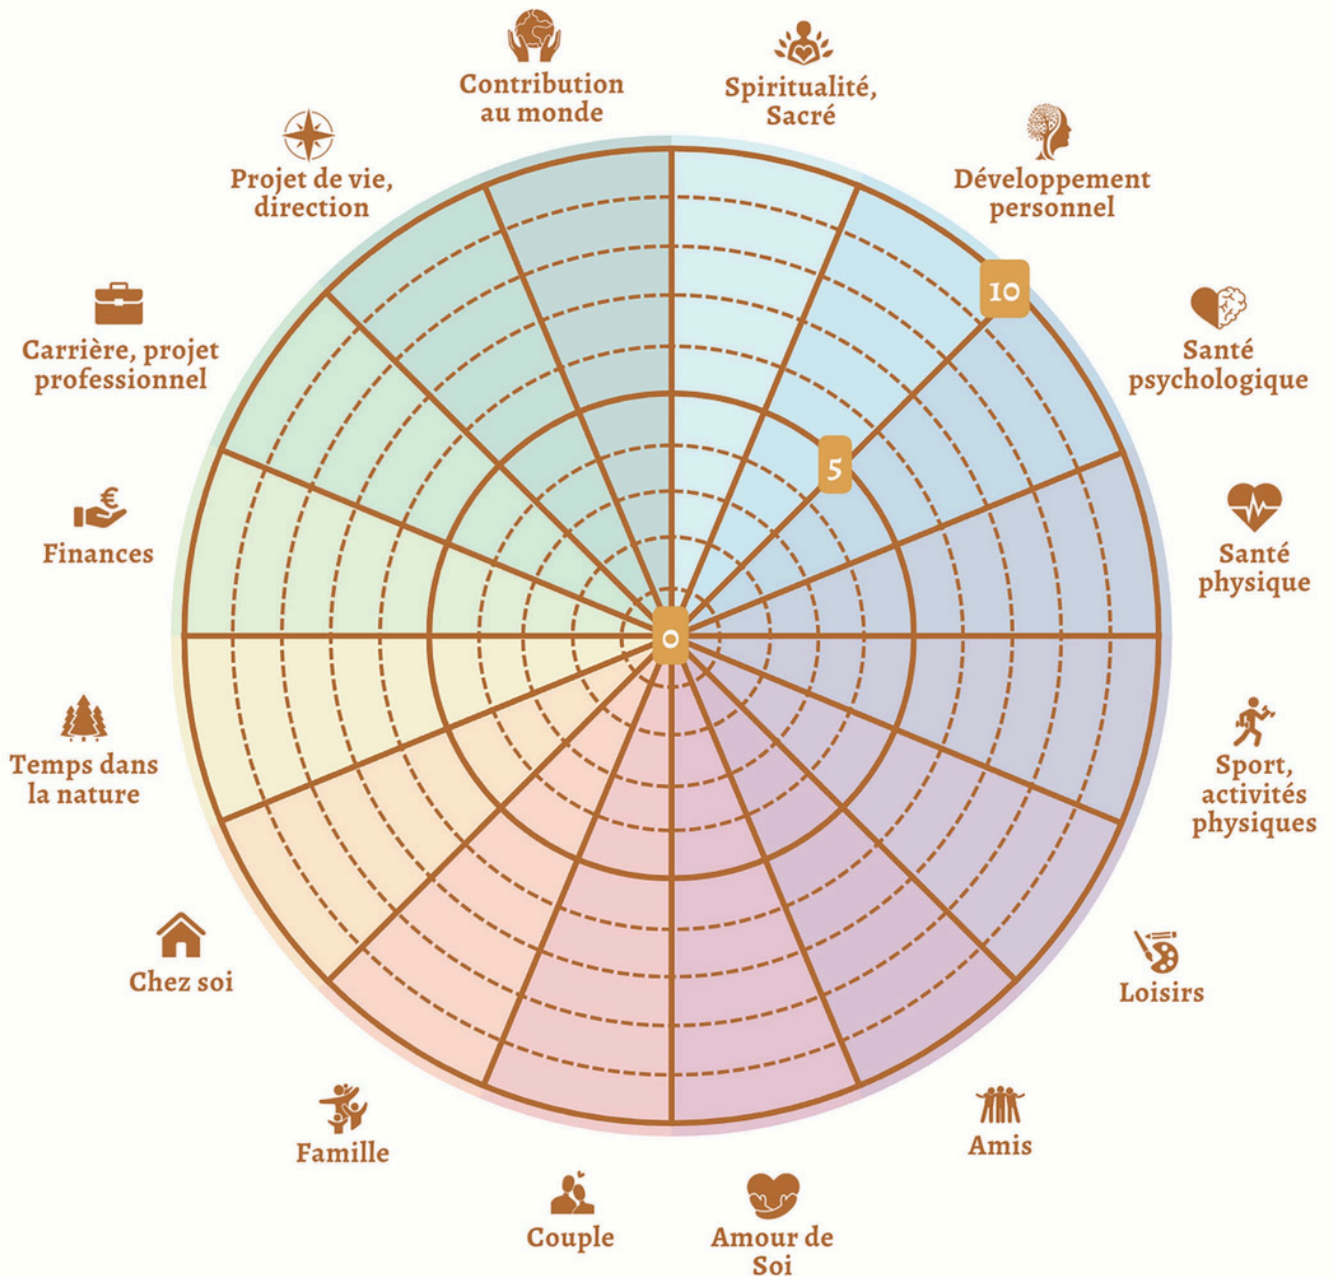 Contribution
au monde
Spiritualité,
Sacré
Développement
personnel
Santé
psychologique
Santé
physique
Sport,
activités
physiques
Loisirs
Amis
Amour de
Soi
Couple
Famille
Chez soi
Temps dans
la nature
Finances
€
Carrière, projet
professionnel
Projet de vie,
direction
10
5
0